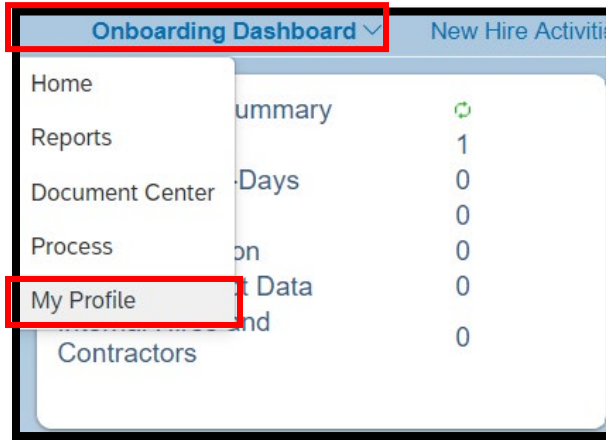 Onboarding Dashboard New Hire Activiti
Home
ummary
Reports
1
Document Center -Days 0
0
Process on 0
My Profile t Data 0
and
Contractors 0